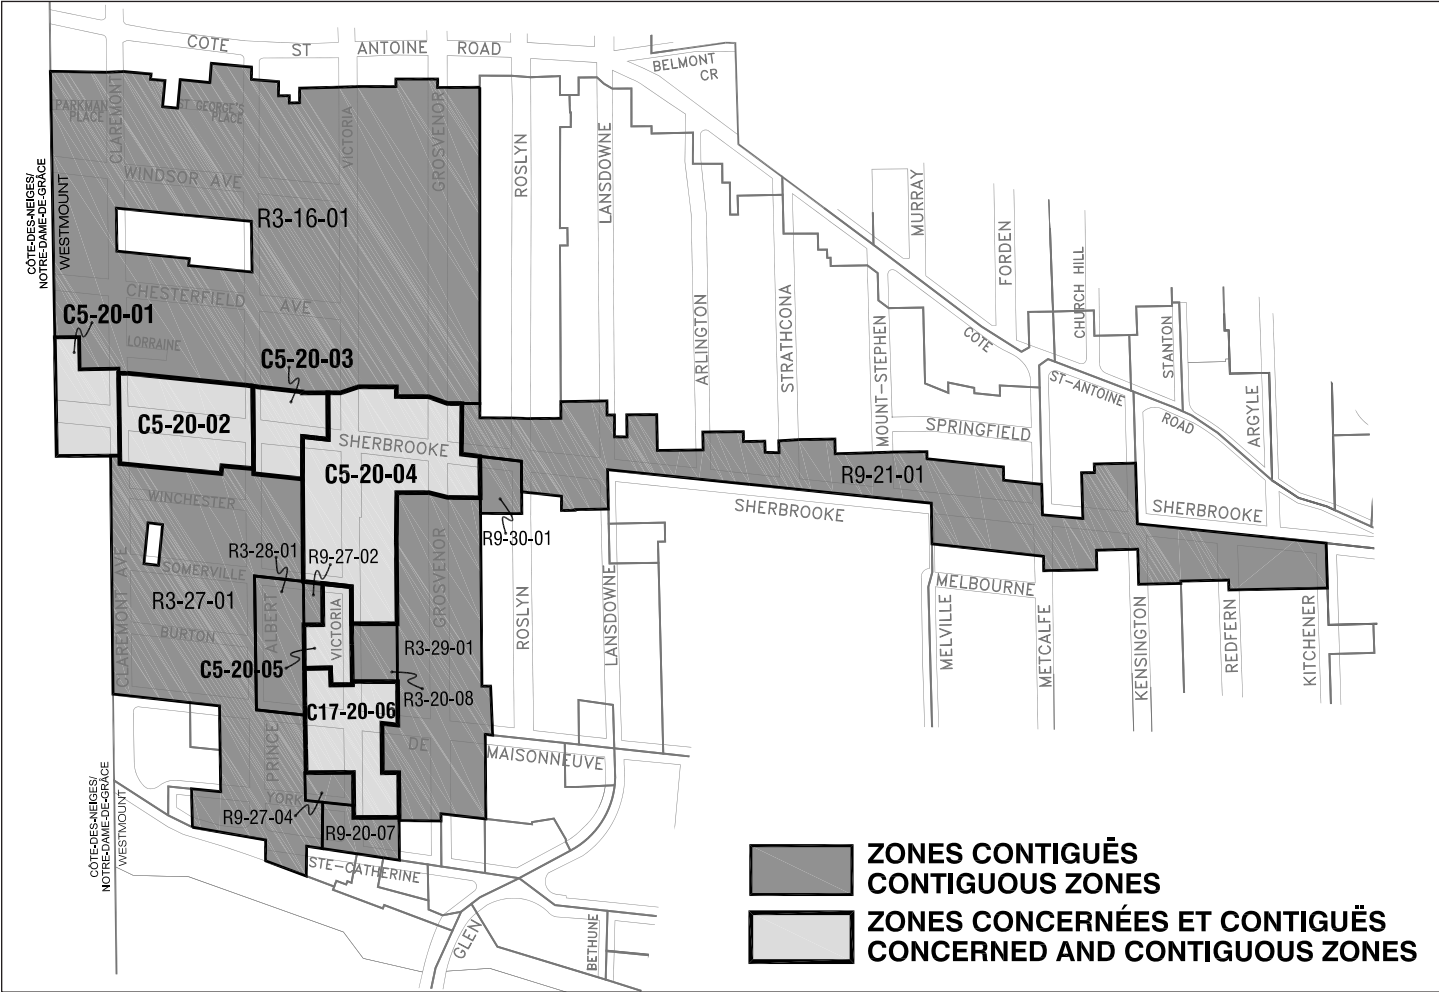 COTE ST ANTOINE ROAD
BELMONT
CR
PARKMAN
PLACE
CLAREMONT
ST GEORGE'S
PLACE
VICTORIA
GROSVENOR
ROSLYN
LANSDOWNE
WINDSOR AVE
CÔTE-DES-NEIGES/
NOTRE-DAME-DE-GRÂCE
WESTMOUNT
R3-16-01
MURRAY
FORDEN
CHURCH HILL
CHESTERFIELD AVE
C5-20-01
LORRAINE
C5-20-03
ARLINGTON
STRATHCONA
MOUNT-STEPHEN
COTE
ST-ANTOINE
ROAD
STANTON
ARGYLE
C5-20-02
SHERBROOKE
C5-20-04
SPRINGFIELD
R9-21-01
SHERBROOKE
SHERBROOKE
WINCHESTER
R9-30-01
R3-28-01
R9-27-02
CLAREMONT AVE
SOMERVILLE
R3-27-01
ALBERT
VICTORIA
GROSVENOR
ROSLYN
LANSDOWNE
MELBOURNE
MELVILLE
METCALFE
KENSINGTON
REDFERN
KITCHENER
BURTON
C5-20-05
R3-29-01
R3-20-08
C17-20-06
PRINCE
DE MAISONNEUVE
YORK
R9-27-04
R9-20-07
CÔTE-DES-NEIGES/
NOTRE-DAME-DE-GRÂCE
WESTMOUNT
STE-CATHERINE
GLEN
BETHUNE
ZONES CONTIGUËS
CONTIGUOUS ZONES
ZONES CONCERNÉES ET CONTIGUËS
CONCERNED AND CONTIGUOUS ZONES